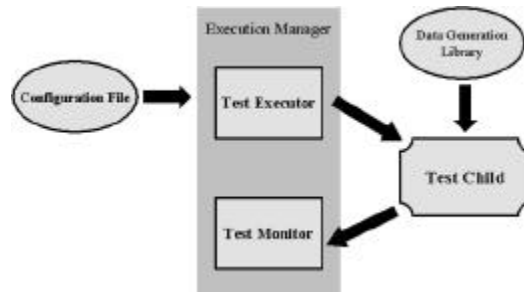 Execution Manager
Data Generation
Library
Configuration File
Test Executor
Test Child
Test Monitor